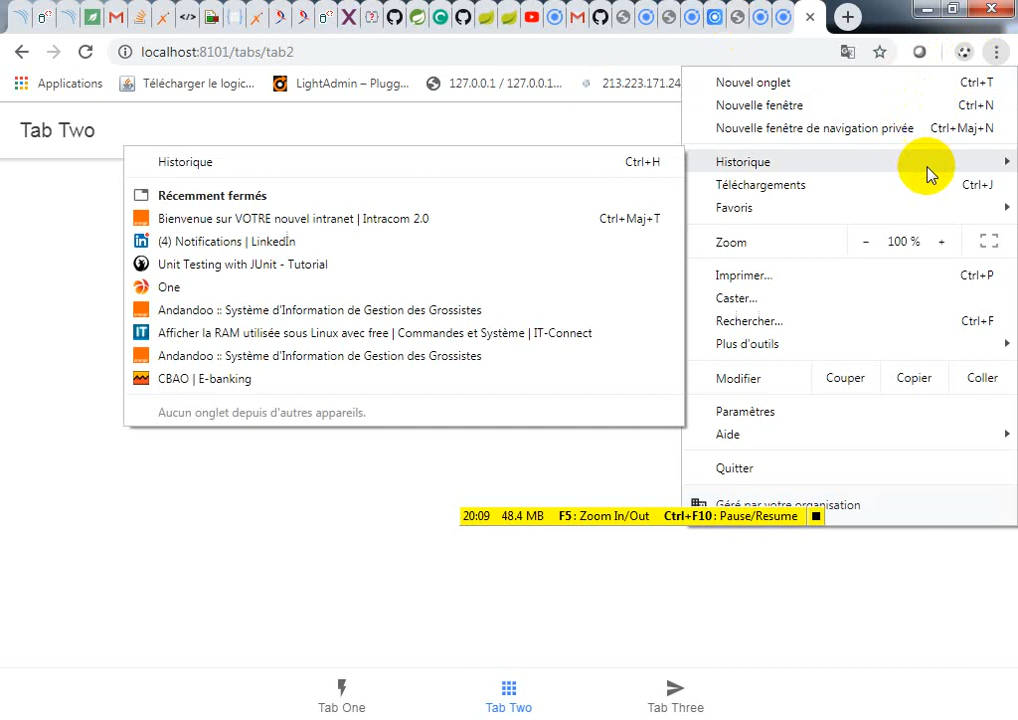 localhost:8101/tabs/tab2
Applications
Télécharger le logic...
LightAdmin – Plugg...
127.0.0.1 / 127.0.0.1...
213.223.171.24
Tab Two
Nouvel onglet Ctrl+T
Nouvelle fenêtre Ctrl+N
Nouvelle fenêtre de navigation privée Ctrl+Maj+N
Historique
Téléchargements Ctrl+J
Favoris
Zoom - 100 % +
Imprimer... Ctrl+P
Caster...
Rechercher... Ctrl+F
Plus d'outils
Modifier Couper Copier Coller
Paramètres
Aide
Quitter
Géré par votre organisation
Historique Ctrl+H
Récemment fermés
Bienvenue sur VOTRE nouvel intranet | Intracom 2.0 Ctrl+Maj+T
(4) Notifications | LinkedIn
Unit Testing with JUnit - Tutorial
One
Andandoo :: Système d'Information de Gestion des Grossistes
Afficher la RAM utilisée sous Linux avec free | Commandes et Système | IT-Connect
Andandoo :: Système d'Information de Gestion des Grossistes
CBAO | E-banking
Aucun onglet depuis d'autres appareils.
20:09 48.4 MB F5: Zoom In/Out Ctrl+F10: Pause/Resume
Tab One
Tab Two
Tab Three